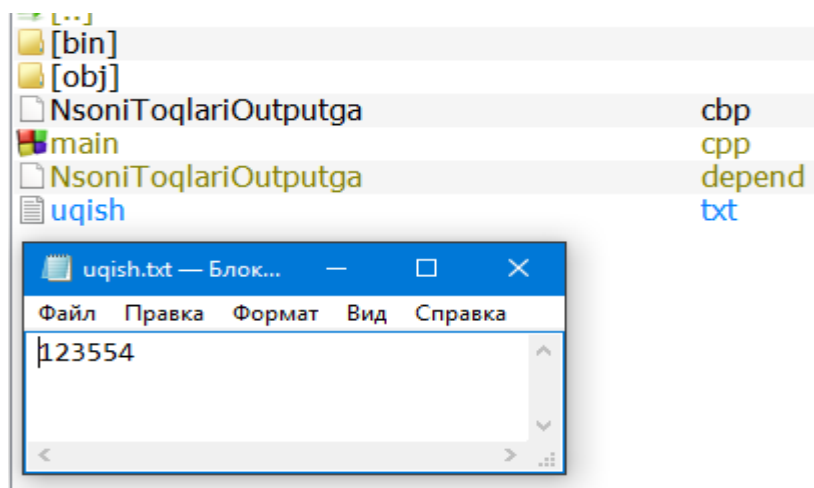 [..]
[bin]
[obj]
NsoniToqlariOutputga cbp
main cpp
NsoniToqlariOutputga depend
uqish txt
uqish.txt — Блок...
Файл Правка Формат Вид Справка
123554